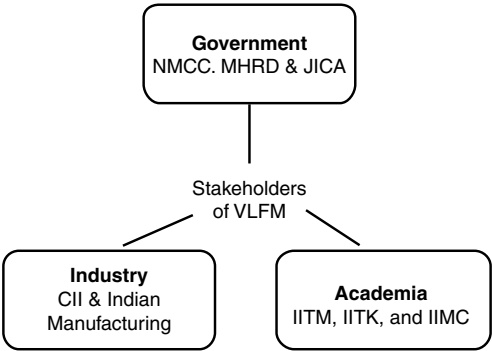 Government
NMCC. MHRD & JICA
Stakeholders
of VLFM
Industry
CII & Indian
Manufacturing
Academia
IITM, IITK, and IIMC